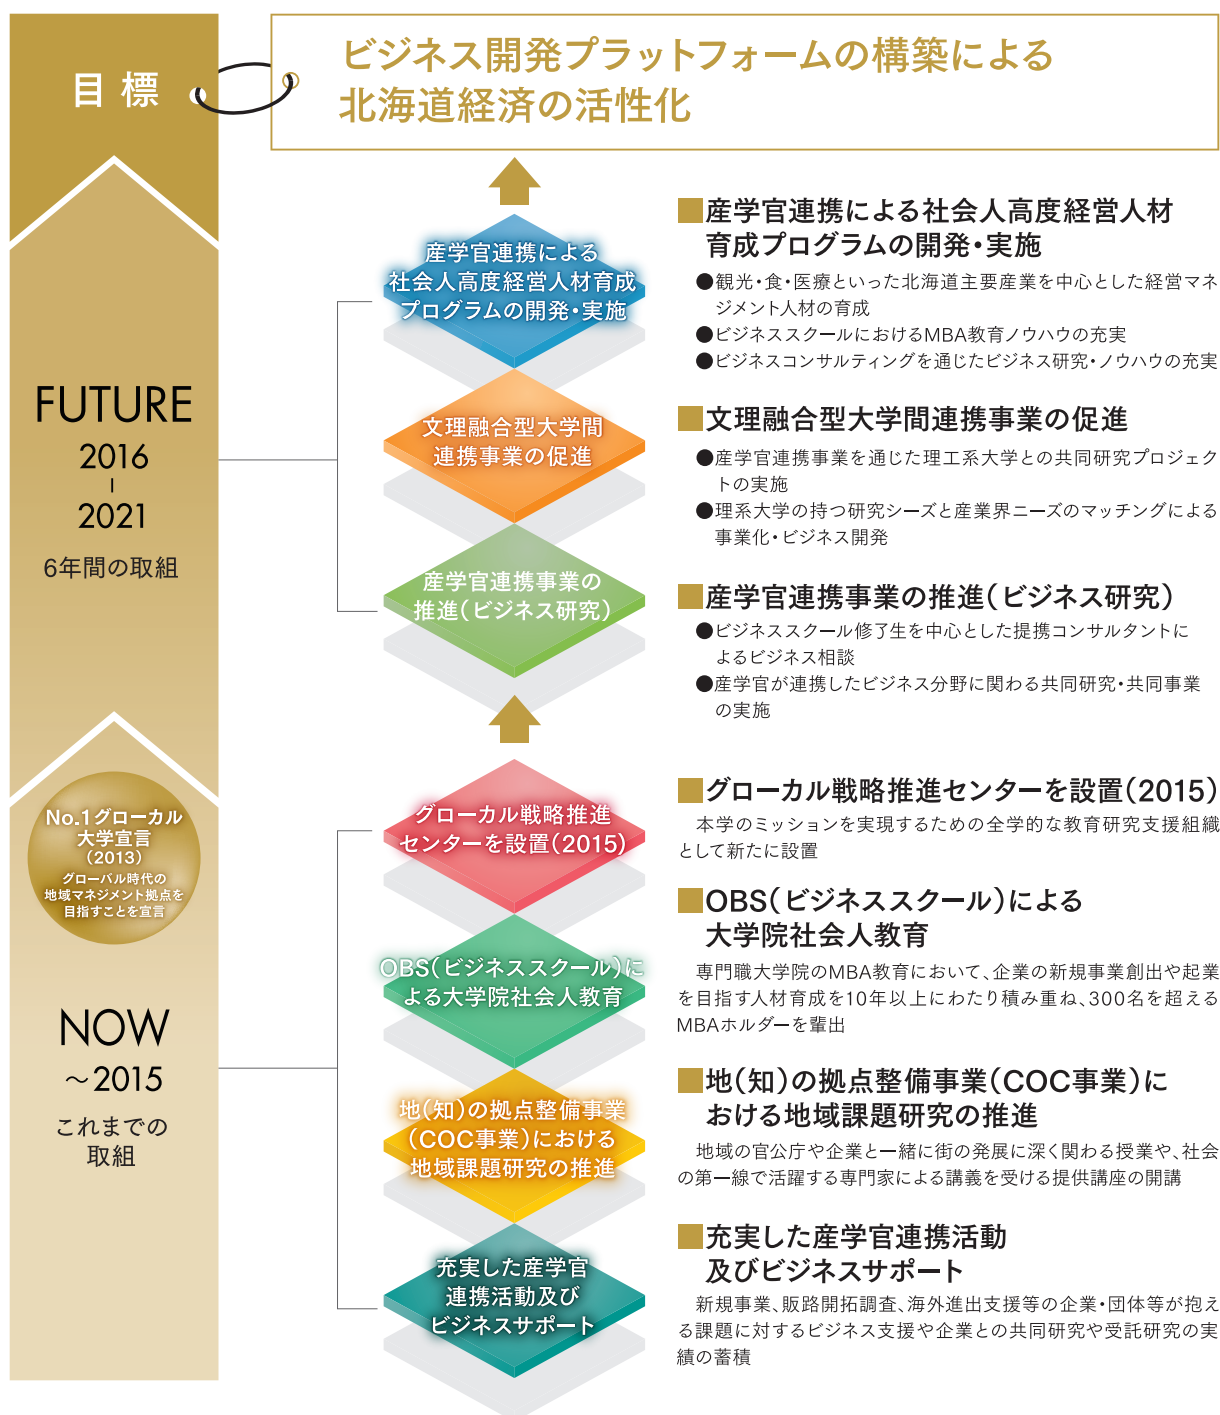 目標
ビジネス開発プラットフォームの構築による
北海道経済の活性化
FUTURE
2016
-
2021
6年間の取組
産学官連携による
社会人高度経営人材育成
プログラムの開発・実施
文理融合型大学間
連携事業の促進
産学官連携事業の
推進(ビジネス研究)
■産学官連携による社会人高度経営人材
育成プログラムの開発・実施
●観光・食・医療といった北海道主要産業を中心とした経営マネ
ジメント人材の育成
●ビジネススクールにおけるMBA教育ノウハウの充実
●ビジネスコンサルティングを通じたビジネス研究・ノウハウの充実
■文理融合型大学間連携事業の促進
●産学官連携事業を通じた理工系大学との共同研究プロジェク
トの実施
●理系大学の持つ研究シーズと産業界ニーズのマッチングによる
事業化・ビジネス開発
■産学官連携事業の推進(ビジネス研究)
●ビジネススクール修了生を中心とした提携コンサルタントに
よるビジネス相談
●産学官が連携したビジネス分野に関わる共同研究・共同事業
の実施
No.1グローカル
大学宣言
(2013)
グローバル時代の
地域マネジメント拠点を
目指すことを宣言
NOW
～2015
これまでの
取組
グローカル戦略推進
センターを設置(2015)
OBS(ビジネススクール)に
よる大学院社会人教育
地(知)の拠点整備事業
(COC事業)における
地域課題研究の推進
充実した産学官
連携活動及び
ビジネスサポート
■グローカル戦略推進センターを設置(2015)
本学のミッションを実現するための全学的な教育研究支援組織
として新たに設置
■OBS(ビジネススクール)による
大学院社会人教育
専門職大学院のMBA教育において、企業の新規事業創出や起業
を目指す人材育成を10年以上にわたり積み重ね、300名を超える
MBAホルダーを輩出
■地(知)の拠点整備事業(COC事業)に
おける地域課題研究の推進
地域の官公庁や企業と一緒に街の発展に深く関わる授業や、社会
の第一線で活躍する専門家による講義を受ける提供講座の開講
■充実した産学官連携活動
及びビジネスサポート
新規事業、販路開拓調査、海外進出支援等の企業・団体等が抱え
る課題に対するビジネス支援や企業との共同研究や受託研究の実
績の蓄積